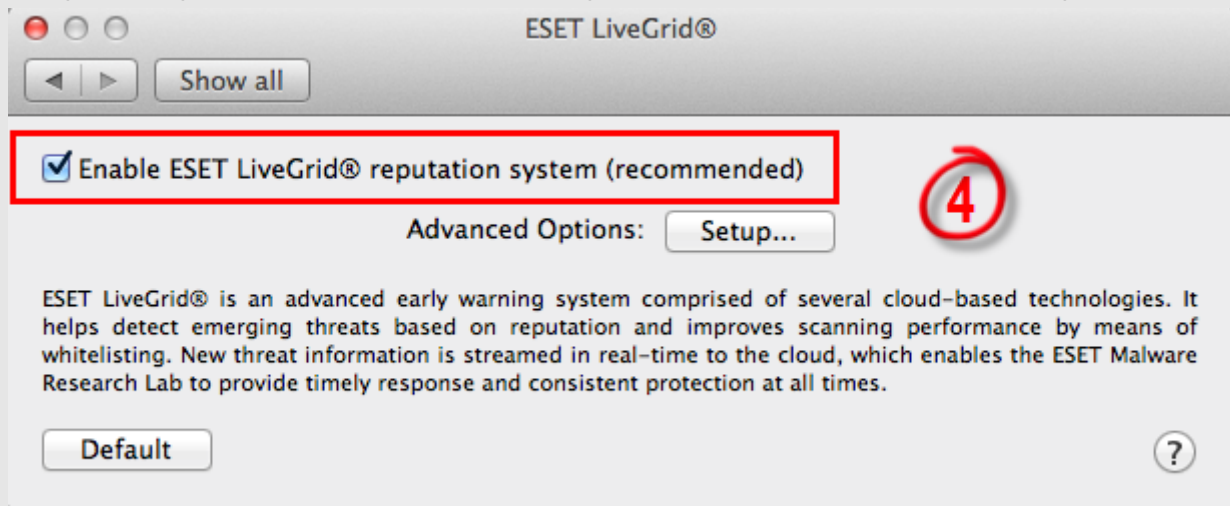 ESET LiveGrid®
Show all
Enable ESET LiveGrid® reputation system (recommended)
4
Advanced Options: Setup...
ESET LiveGrid® is an advanced early warning system comprised of several cloud-based technologies. It
helps detect emerging threats based on reputation and improves scanning performance by means of
whitelisting. New threat information is streamed in real-time to the cloud, which enables the ESET Malware
Research Lab to provide timely response and consistent protection at all times.
Default ?